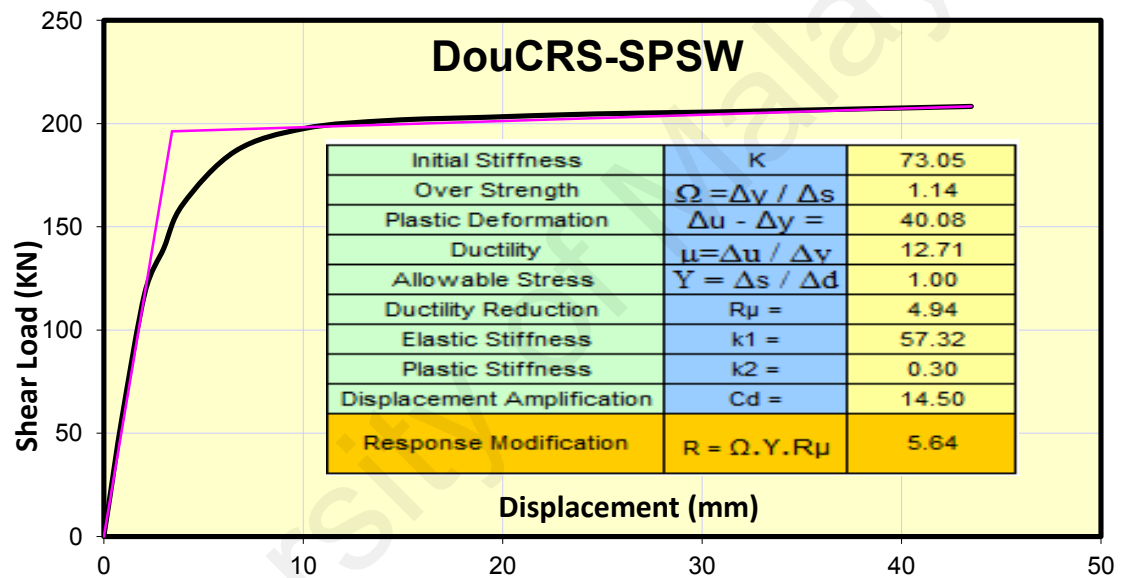 250
200
150
100
50
0
Shear Load (KN)
DouCRS-SPSW
Initial Stiffness K 73.05
Over Strength Ω =Δy / Δs 1.14
Plastic Deformation Δu - Δy = 40.08
Ductility μ=Δu / Δy 12.71
Allowable Stress Y = Δs / Δd 1.00
Ductility Reduction Rμ = 4.94
Elastic Stiffness k1 = 57.32
Plastic Stiffness k2 = 0.30
Displacement Amplification Cd = 14.50
Response Modification R = Ω.Y.Rμ 5.64
Displacement (mm)
0 10 20 30 40 50
of Malay